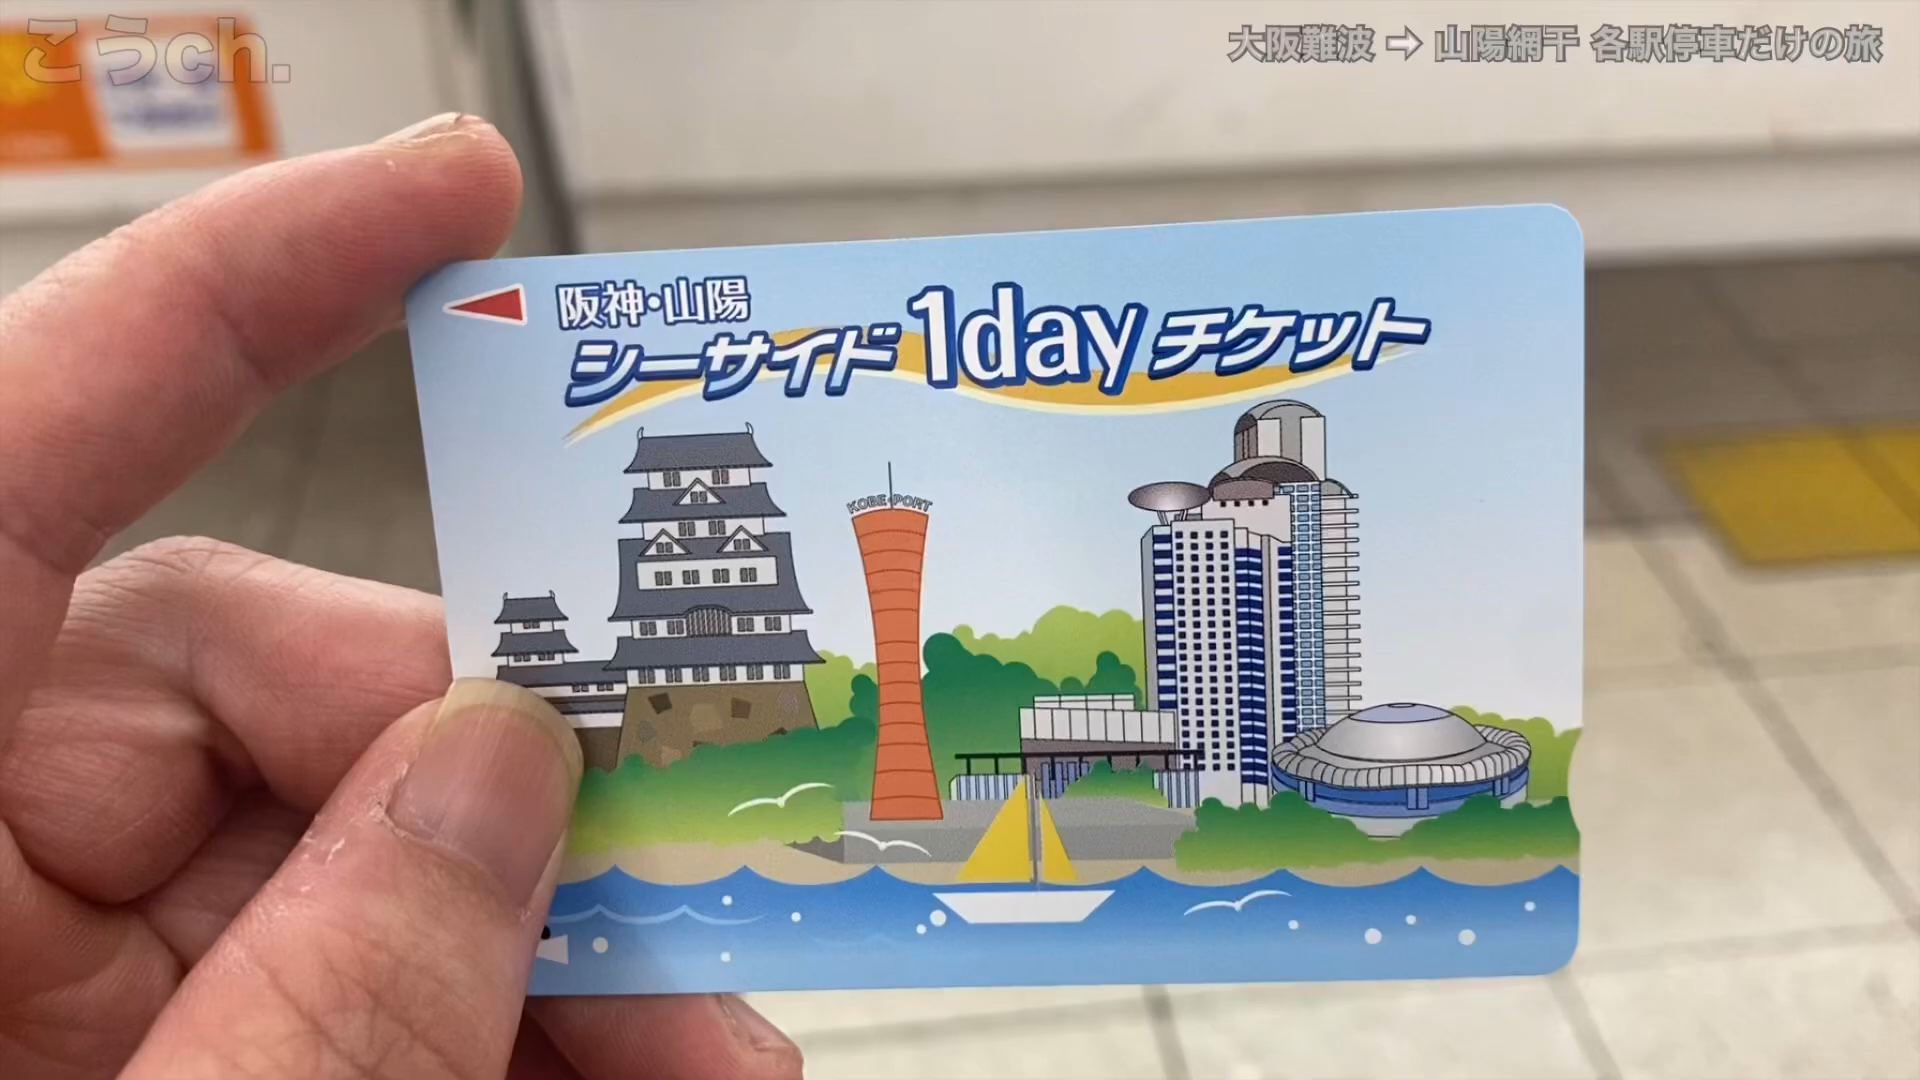 こうch.
大阪難波 ➡ 山陽網干 各駅停車だけの旅
阪神・山陽
シーサイド 1day チケット
KOBE PORT